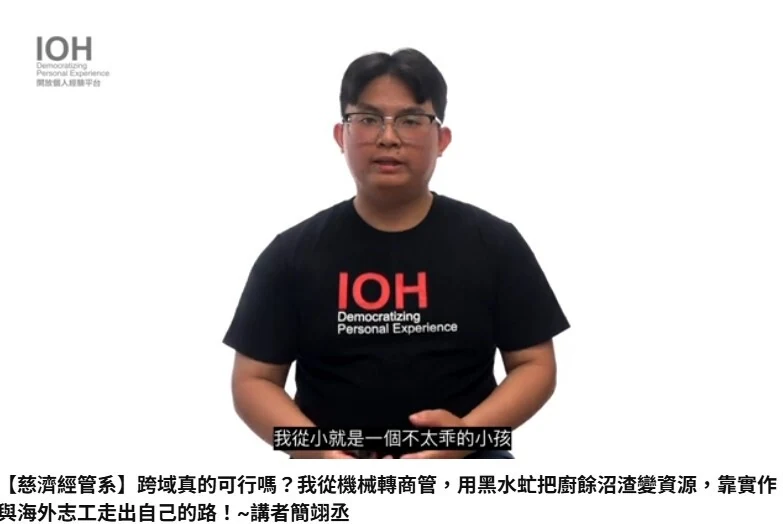 IOH
Democratizing
Personal Experience
開放個人經驗平台
IOH
Democratizing
Personal Experience
我從小就是一個不太乖的小孩
【慈濟經管系】跨域真的可行嗎？我從機械轉商管，用黑水虻把廚餘沼渣變資源，靠實作
與海外志工走出自己的路！~講者簡翊丞